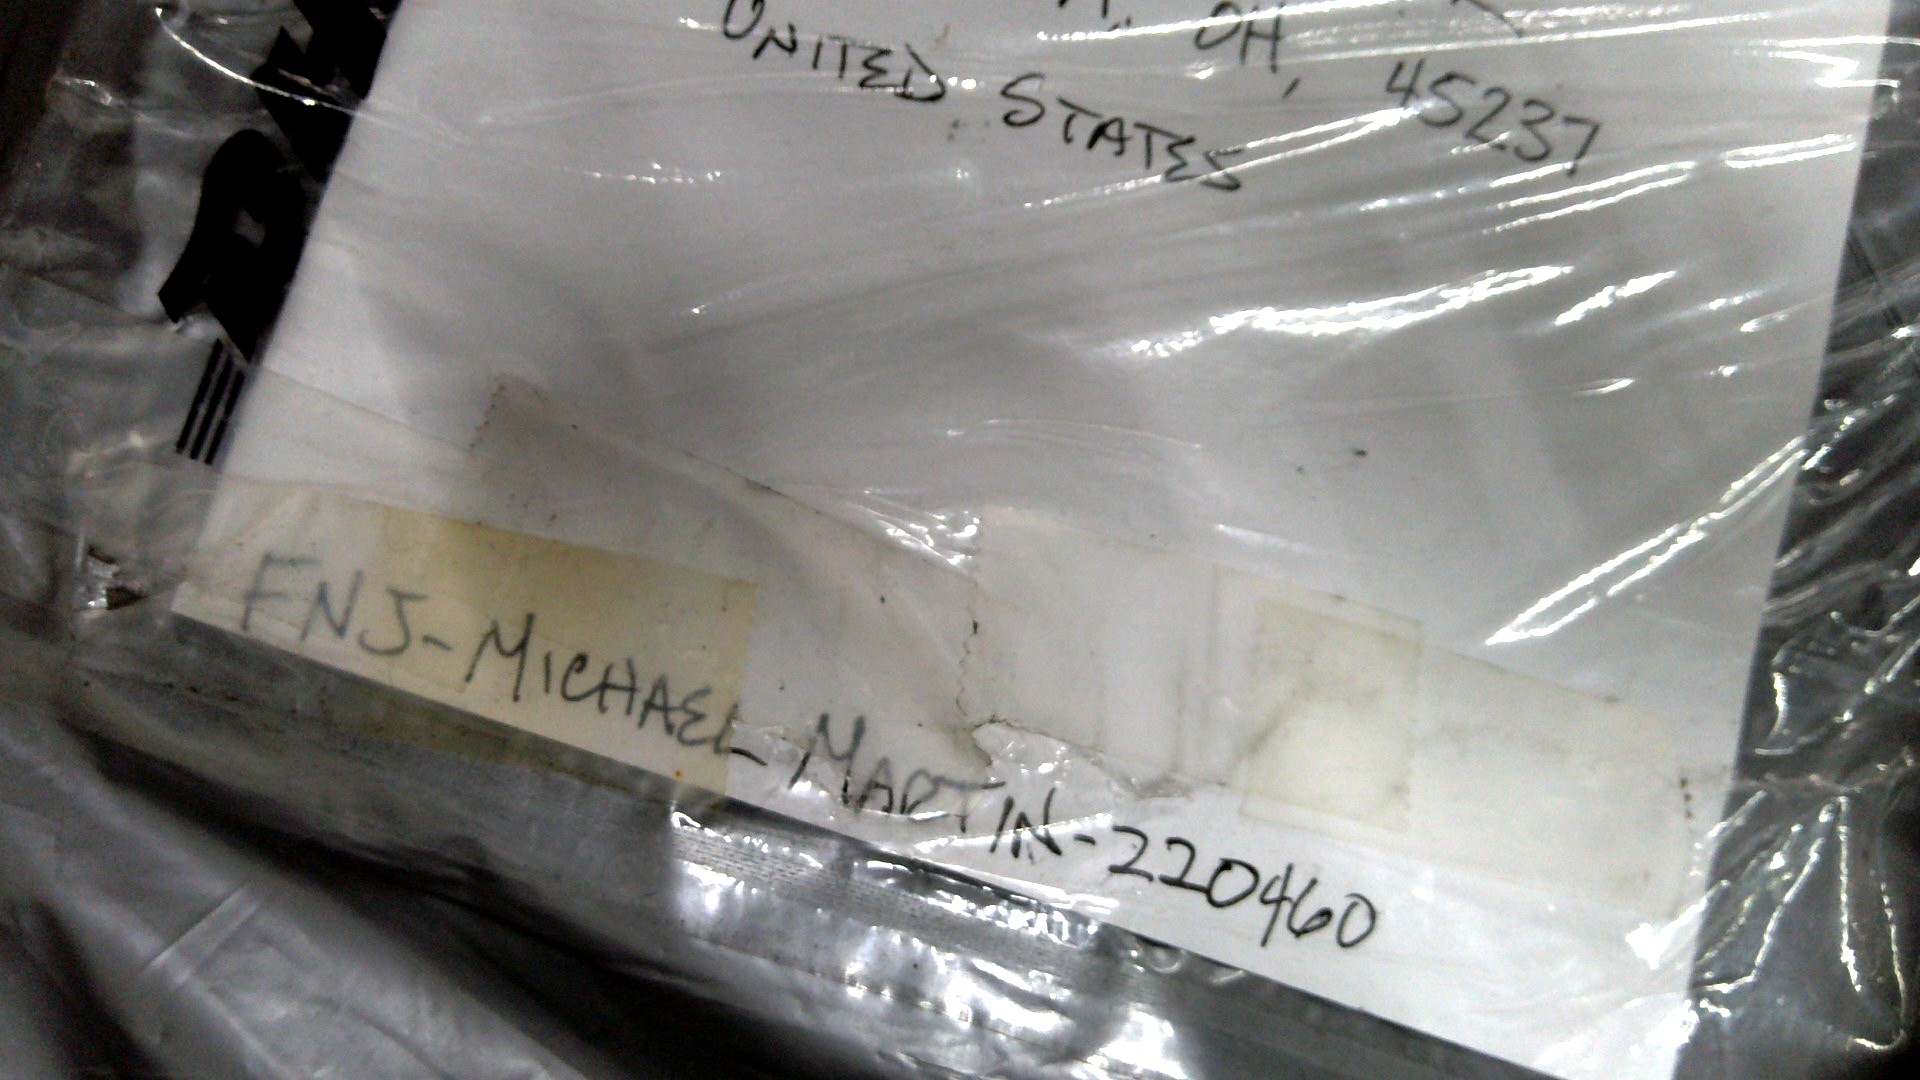 OH, 45237
UNITED STATES
FNJ-MICHAEL MARTIN-220460